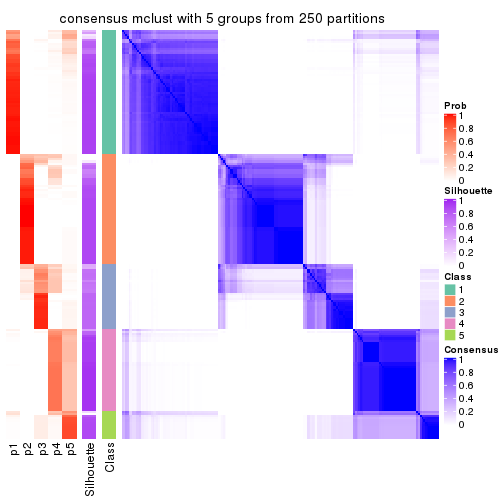 consensus mclust with 5 groups from 250 partitions
Prob
1
0.8
0.6
0.4
0.2
0
Silhouette
1
0.8
0.6
0.4
0.2
0
Class
1
2
3
4
5
Consensus
1
0.8
0.6
0.4
0.2
0
p1
p2
p3
p4
p5
Silhouette
Class